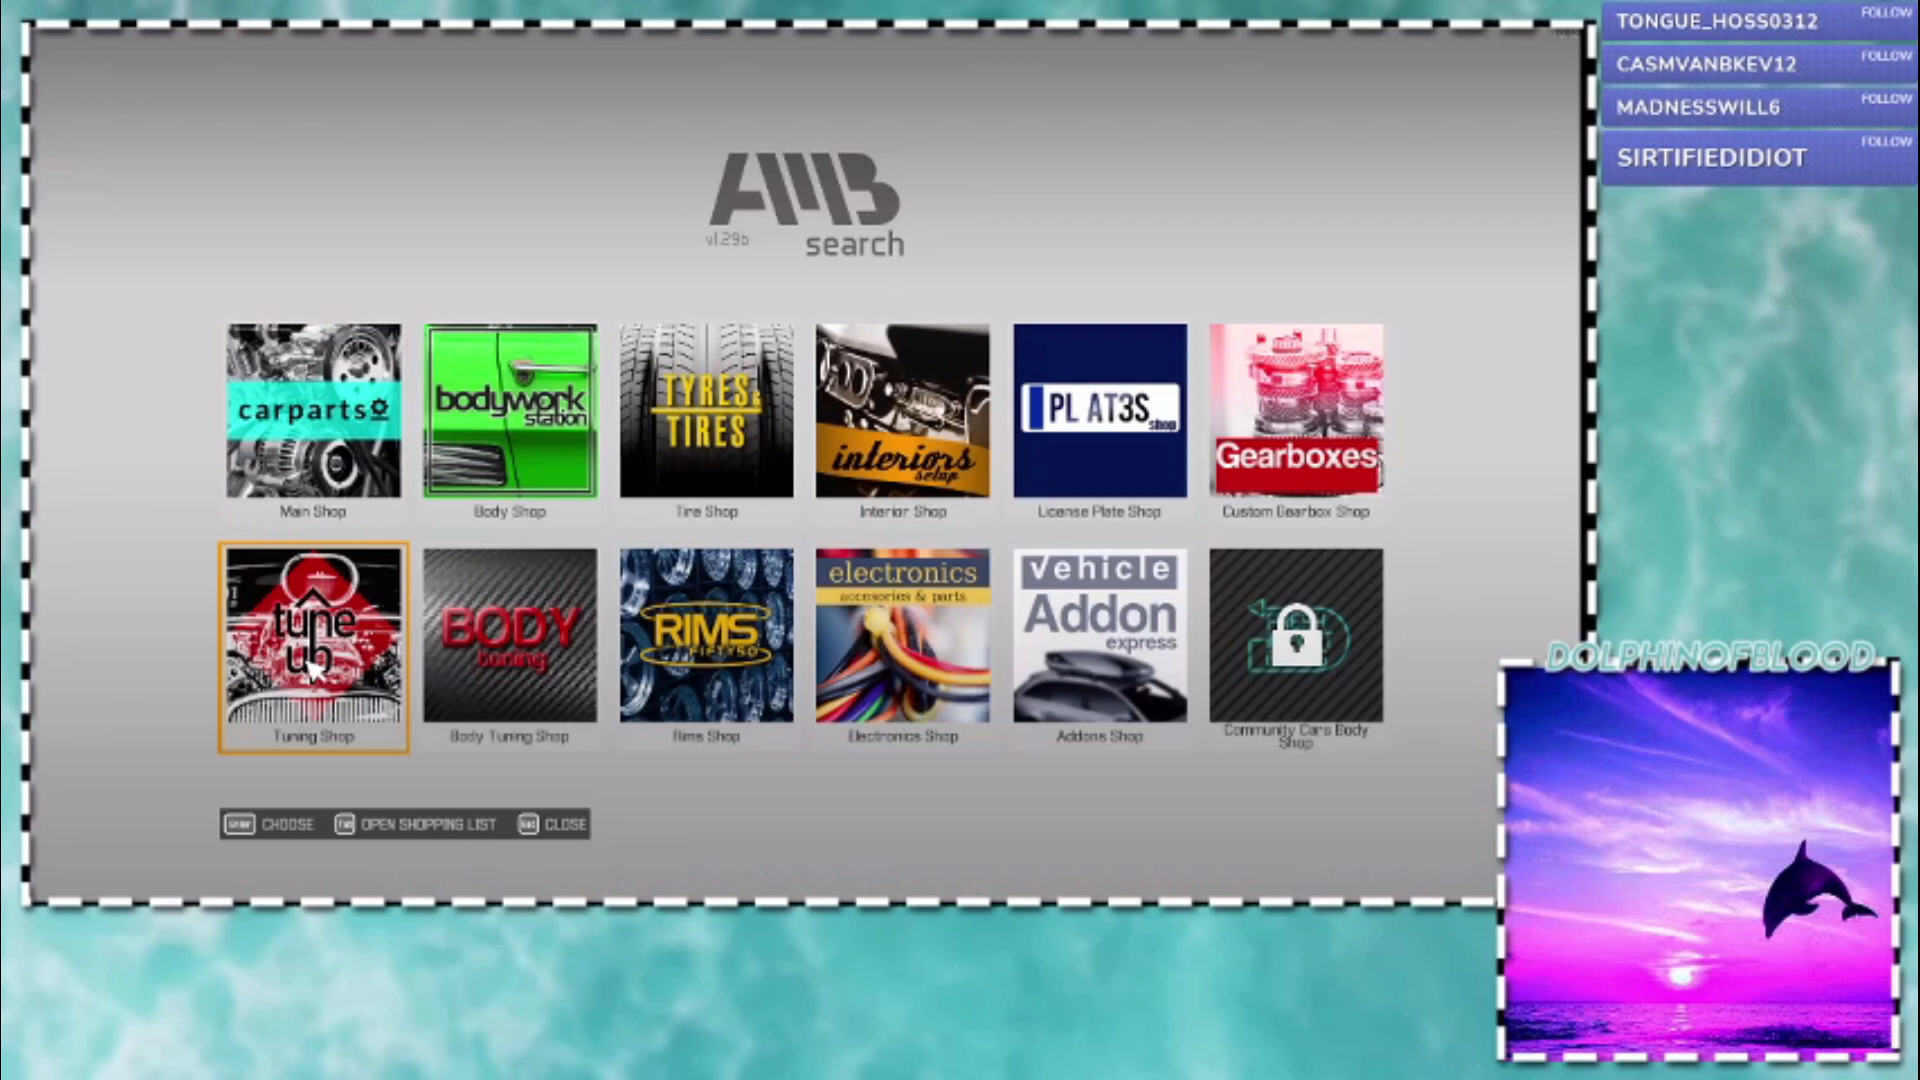 TONGUE_HOSS0312 FOLLOW
CASMVANBKEV12 FOLLOW
MADNESSWILL6 FOLLOW
SIRTIFIEDIDIOT FOLLOW
AMB
v1.29b search
carparts
bodywork
station
TYRES &
TIRES
interiors
setup
PL AT3S
shop
Gearboxes
Main Shop
Body Shop
Tire Shop
Interior Shop
License Plate Shop
Custom Gearbox Shop
tune
up
BODY
tuning
RIMS
FIFTY50
electronics
accesories & parts
vehicle
Addon
express
Tuning Shop
Body Tuning Shop
Rims Shop
Electronics Shop
Addons Shop
Community Cars Body
Shop
CHOOSE
OPEN SHOPPING LIST
CLOSE
DOLPHINOFBLOOD